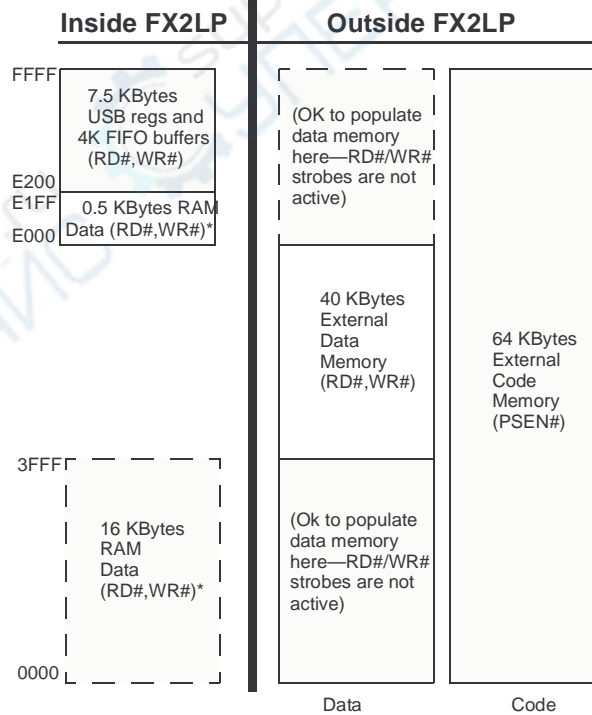 Inside FX2LP
Outside FX2LP
FFFF
7.5 KBytes
USB regs and
4K FIFO buffers
(RD#,WR#)
E200
E1FF
0.5 KBytes RAM
Data (RD#,WR#)*
E000
(OK to populate
data memory
here—RD#/WR#
strobes are not
active)
40 KBytes
External
Data
Memory
(RD#,WR#)
64 KBytes
External
Code
Memory
(PSEN#)
3FFF
16 KBytes
RAM
Data
(RD#,WR#)*
(Ok to populate
data memory
here—RD#/WR#
strobes are not
active)
0000
Data
Code